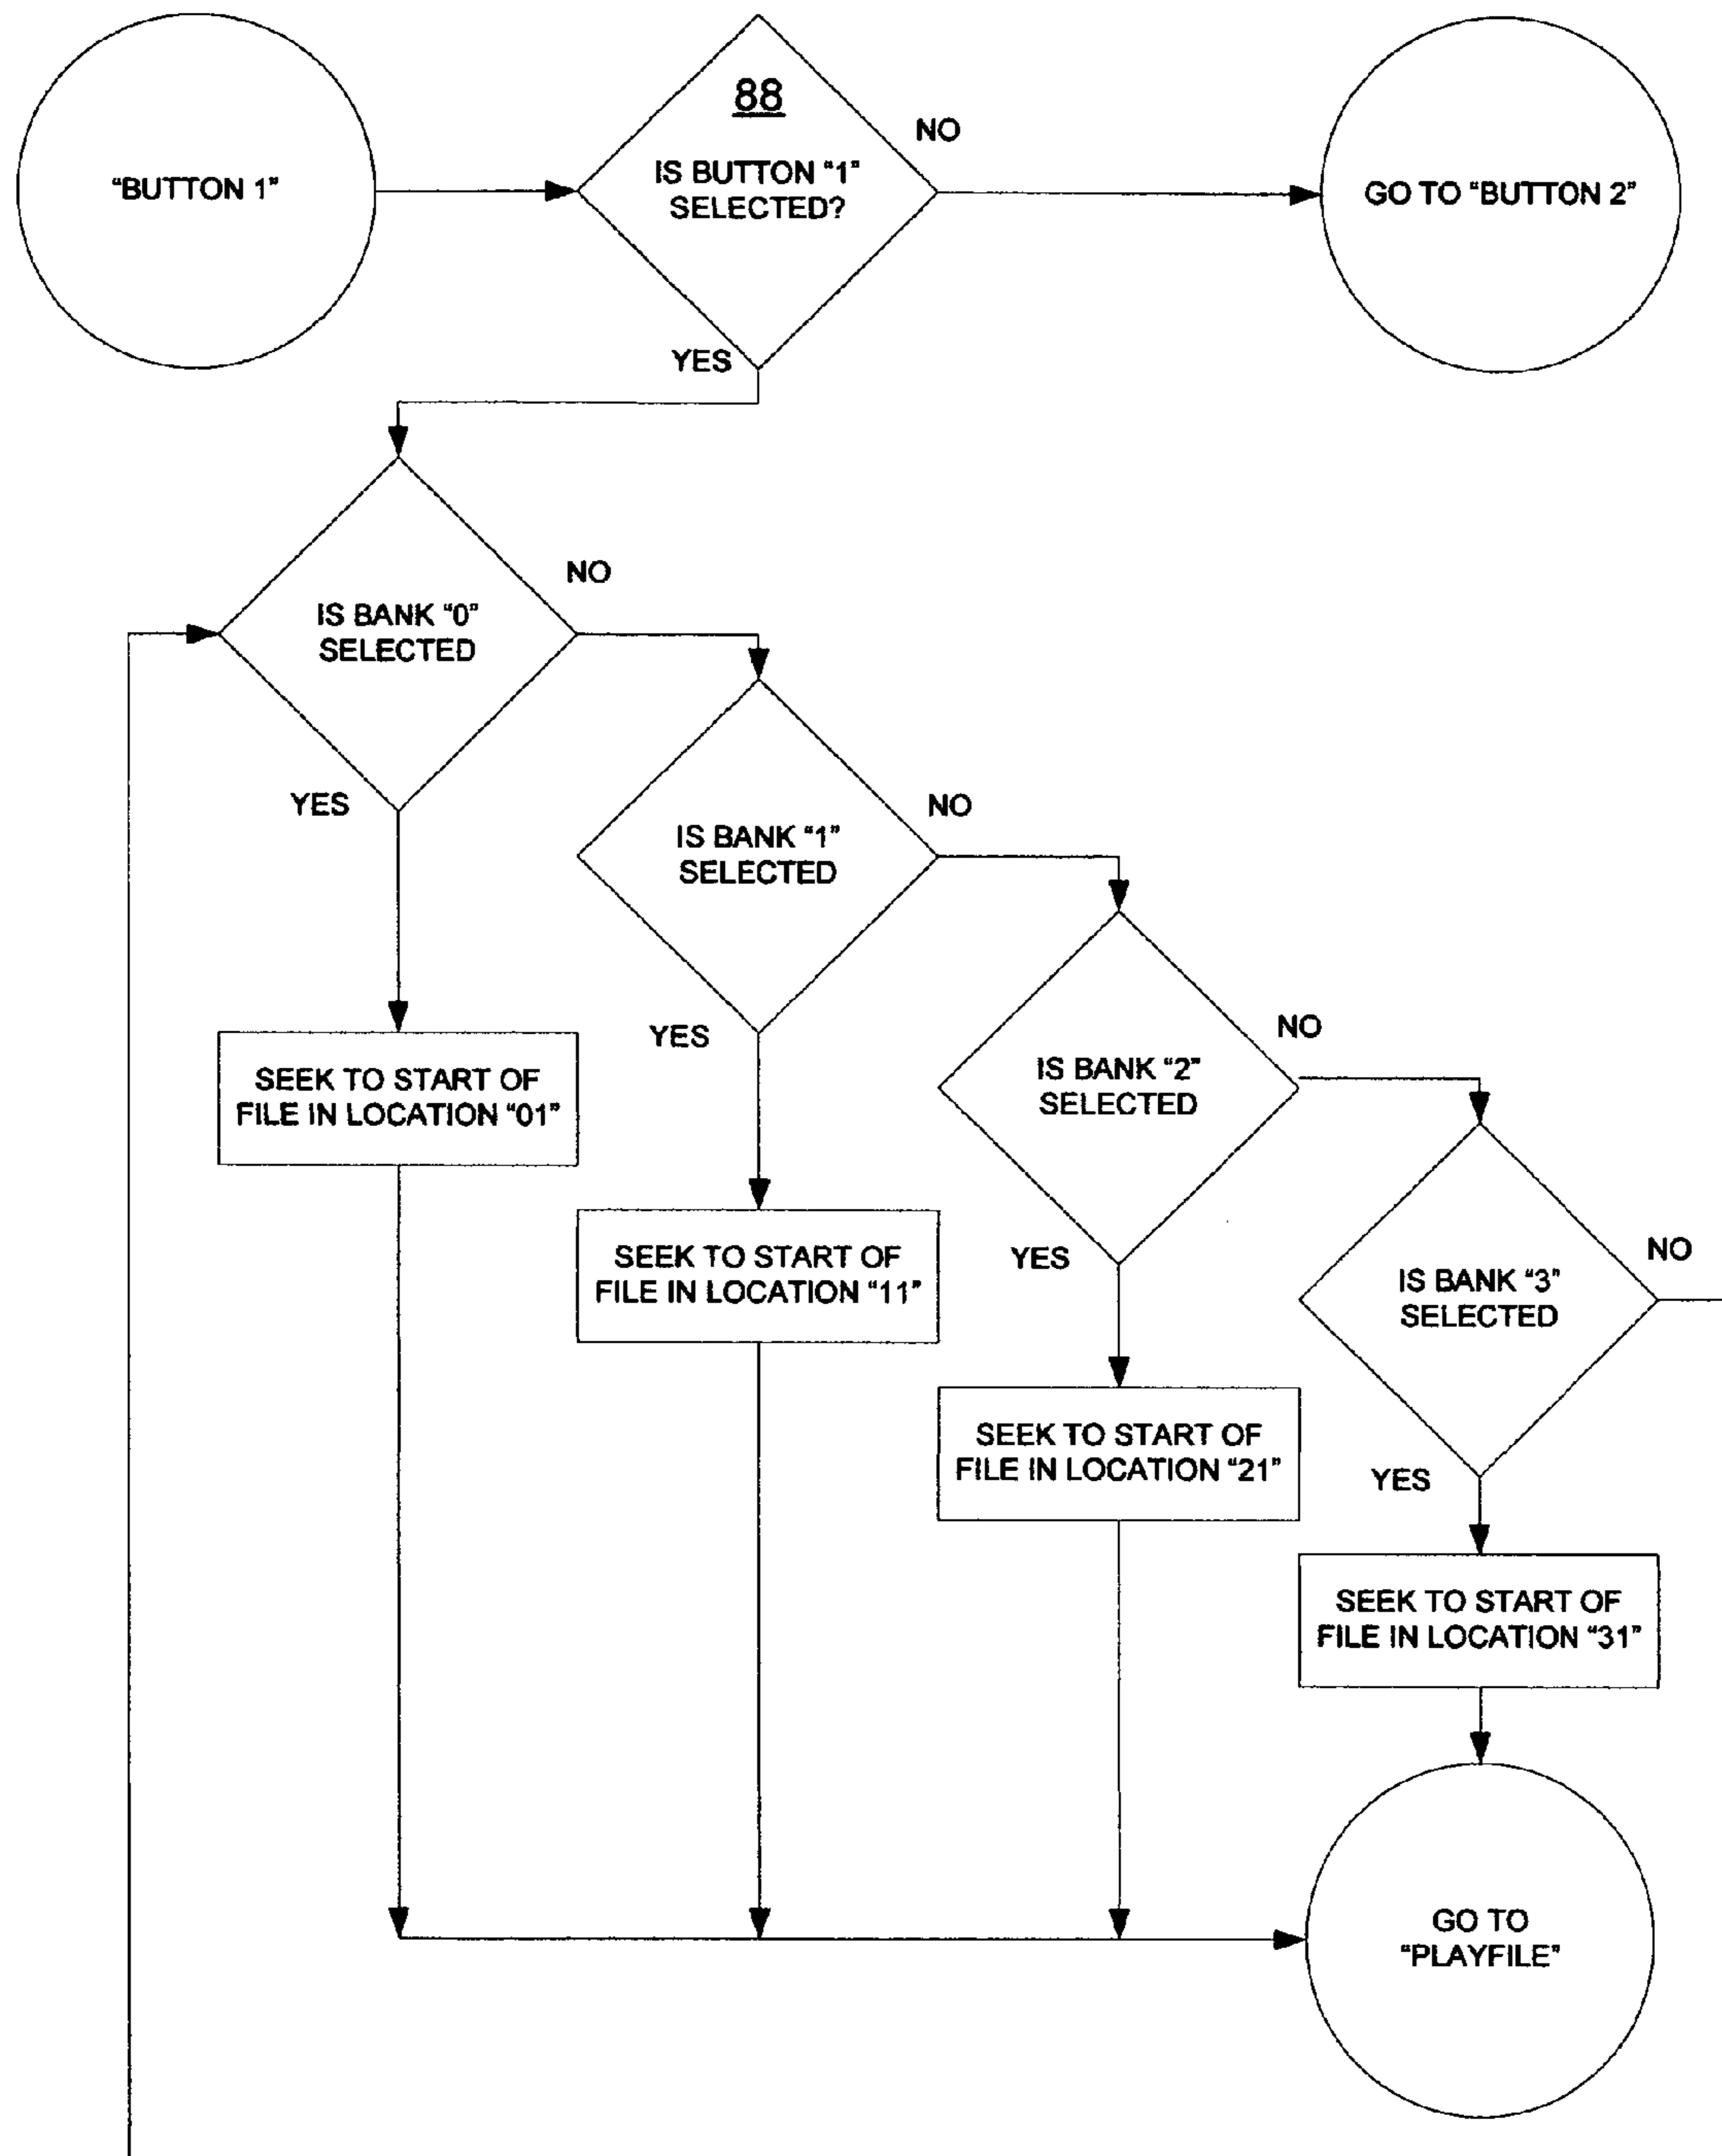 "BUTTON 1"
88
IS BUTTON "1"
SELECTED?
NO
GO TO "BUTTON 2"
YES
IS BANK "0"
SELECTED
NO
YES
IS BANK "1"
SELECTED
NO
YES
IS BANK "2"
SELECTED
NO
YES
IS BANK "3"
SELECTED
NO
YES
SEEK TO START OF
FILE IN LOCATION "01"
SEEK TO START OF
FILE IN LOCATION "11"
SEEK TO START OF
FILE IN LOCATION "21"
SEEK TO START OF
FILE IN LOCATION "31"
GO TO
"PLAYFILE"